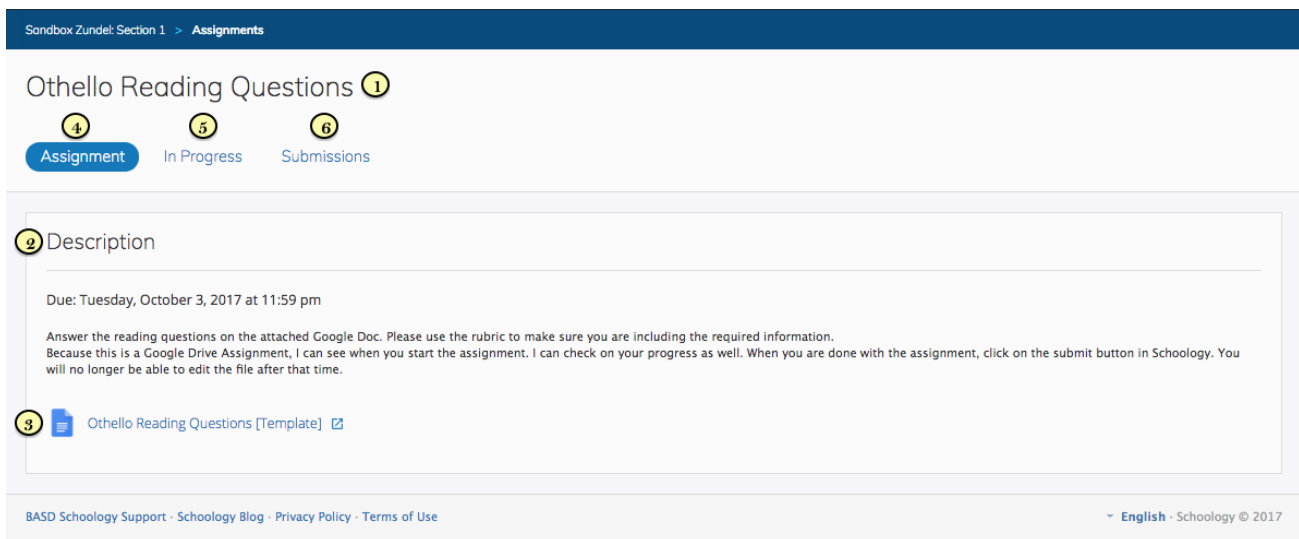 Sandbox Zundel: Section 1 > Assignments
Othello Reading Questions 1
4 5 6
Assignment In Progress Submissions
2 Description
Due: Tuesday, October 3, 2017 at 11:59 pm
Answer the reading questions on the attached Google Doc. Please use the rubric to make sure you are including the required information.
Because this is a Google Drive Assignment, I can see when you start the assignment. I can check on your progress as well. When you are done with the assignment, click on the submit button in Schoology. You
will no longer be able to edit the file after that time.
3 Othello Reading Questions [Template]
BASD Schoology Support · Schoology Blog · Privacy Policy · Terms of Use English · Schoology © 2017